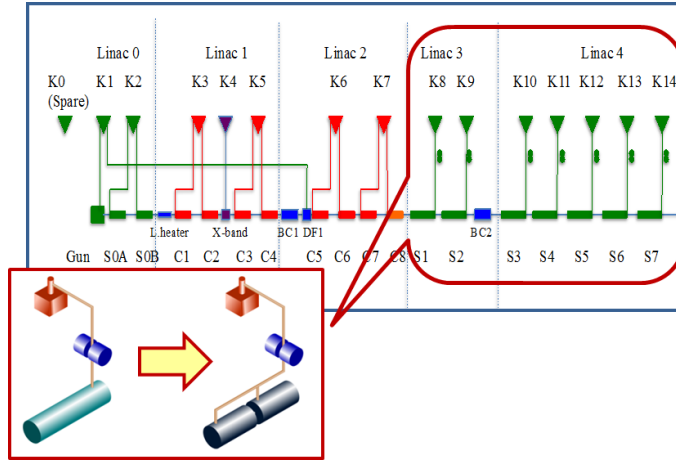 Linac 0 Linac 1 Linac 2 Linac 3 Linac 4
K0 K1 K2 K3 K4 K5 K6 K7 K8 K9 K10 K11 K12 K13 K14
(Spare)
L.heater X-band BC1 DF1 BC2
Gun S0A S0B C1 C2 C3 C4 C5 C6 C7 C8 S1 S2 S3 S4 S5 S6 S7